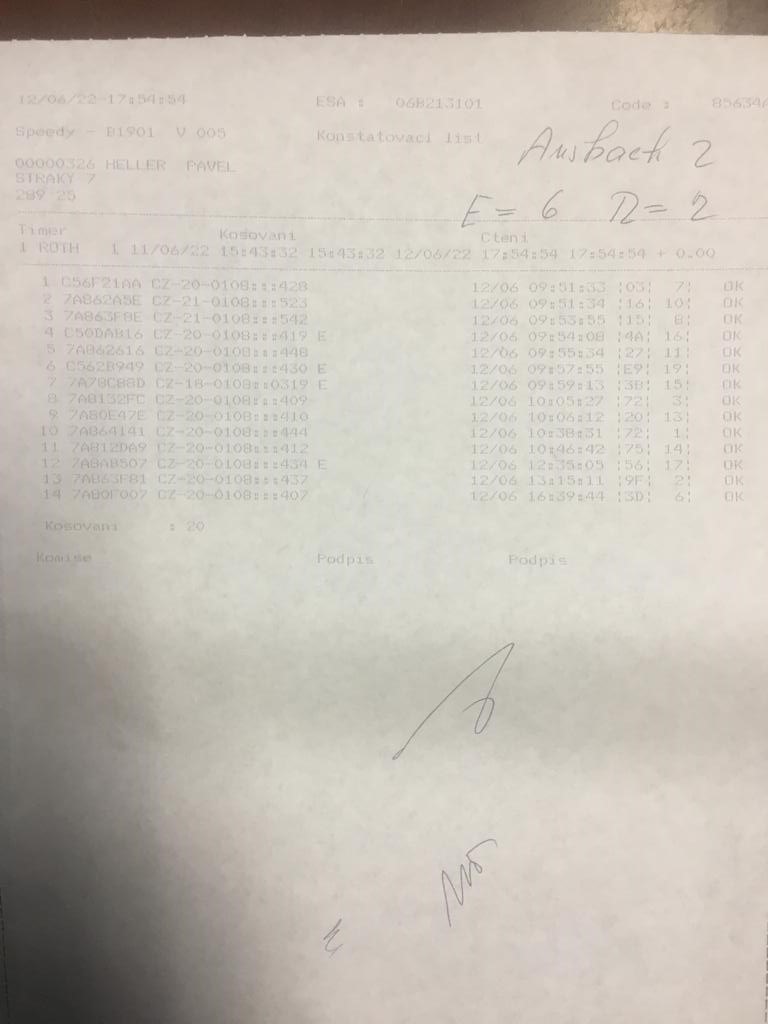 12/06/22-17:54:54 ESA : 06B213101 Code : 85634
Speedy - B1901 V 005 Konstatovaci list
Ansbach 2
00000326 HELLER PAVEL
STRAKY 7
289 25
E = 6 D = 2
Timer Kosovani Cteni
1 ROTH 1 11/06/22 15:43:32 15:43:32 12/06/22 17:54:54 17:54:54 + 0.00
1 C56F21AA CZ-20-0108:::428 12/06 09:51:33 ¦03¦ 7¦ OK
2 7A862A5E CZ-21-0108:::523 12/06 09:51:34 ¦16¦ 10¦ OK
3 7A863F8E CZ-21-0108:::542 12/06 09:53:55 ¦15¦ 8¦ OK
4 C50DAB16 CZ-20-0108:::419 E 12/06 09:54:08 ¦4A¦ 16¦ OK
5 7A862616 CZ-20-0108:::448 12/06 09:55:34 ¦27¦ 11¦ OK
6 C562B949 CZ-20-0108:::430 E 12/06 09:57:55 ¦E9¦ 19¦ OK
7 7A78C88D CZ-18-0108::0319 E 12/06 09:59:13 ¦3B¦ 15¦ OK
8 7A8132FC CZ-20-0108:::409 12/06 10:05:27 ¦72¦ 3¦ OK
9 7A80E47E CZ-20-0108:::410 12/06 10:06:12 ¦20¦ 13¦ OK
10 7A864141 CZ-20-0108:::444 12/06 10:38:31 ¦72¦ 1¦ OK
11 7A812DA9 CZ-20-0108:::412 12/06 10:46:42 ¦75¦ 14¦ OK
12 7A8AB507 CZ-20-0108:::434 E 12/06 12:35:05 ¦56¦ 17¦ OK
13 7A863F81 CZ-20-0108:::437 12/06 13:15:11 ¦9F¦ 2¦ OK
14 7A80F007 CZ-20-0108:::407 12/06 16:39:44 ¦3D¦ 6¦ OK
Kosovani : 20
Komise Podpis Podpis